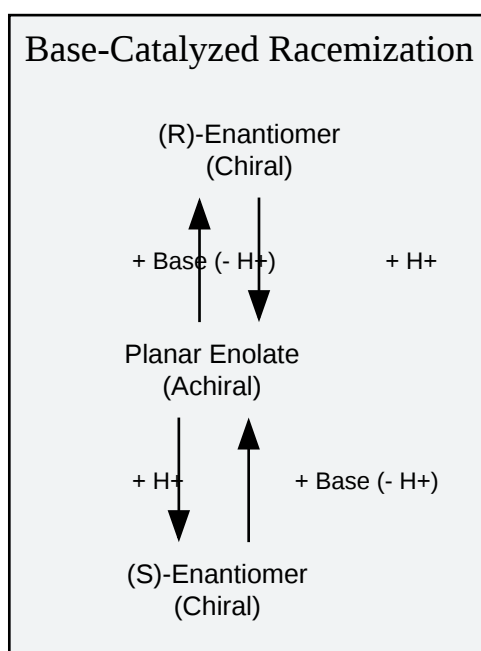 Base-Catalyzed Racemization
(R)-Enantiomer
(Chiral)
+ Base (- H+) + H+
Planar Enolate
(Achiral)
+ H+ + Base (- H+)
(S)-Enantiomer
(Chiral)